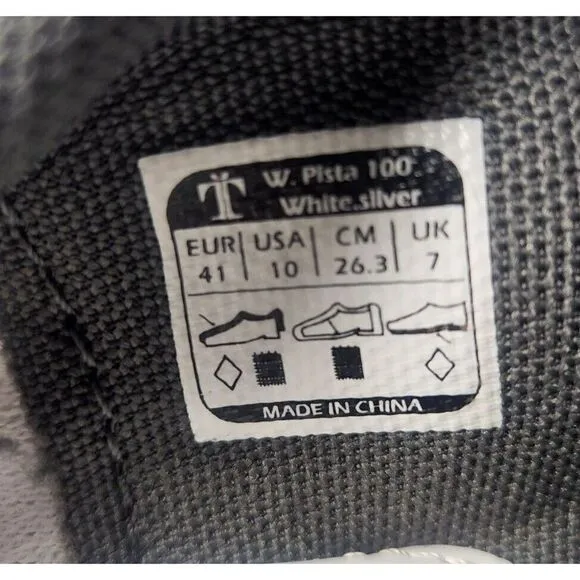 W. Pista 100
White.silver
EUR USA CM UK
41 10 26.3 7
MADE IN CHINA